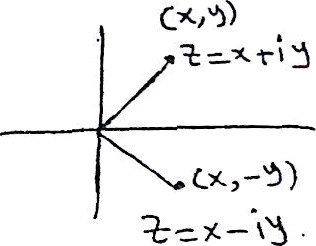 (x,y)
z=x+iy
(x,-y)
z=x-iy.